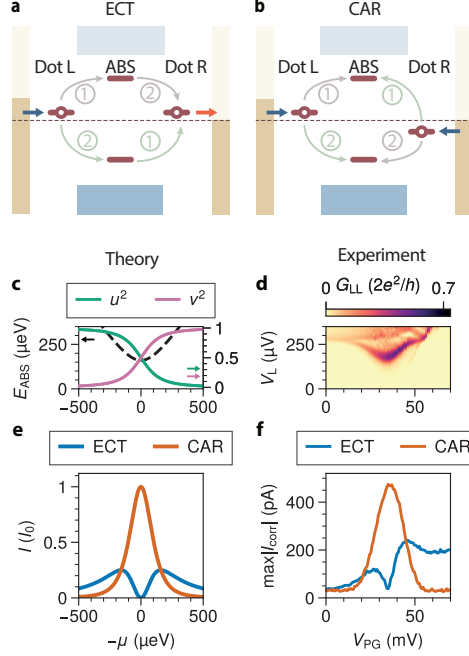 a
ECT
b
CAR
Dot L
ABS
Dot R
Dot L
ABS
Dot R
1
2
2
1
1
1
2
2
Theory
Experiment
c
u²
v²
d
0 G_LL (2e²/h) 0.7
E_ABS (μeV)
250
0
1
0.5
0
−500
0
500
V_L (μV)
250
0
0
50
e
ECT
CAR
f
ECT
CAR
I (I₀)
1
0.5
0
−500
0
500
−μ (μeV)
max|I_corr| (pA)
400
200
0
0
50
V_PG (mV)